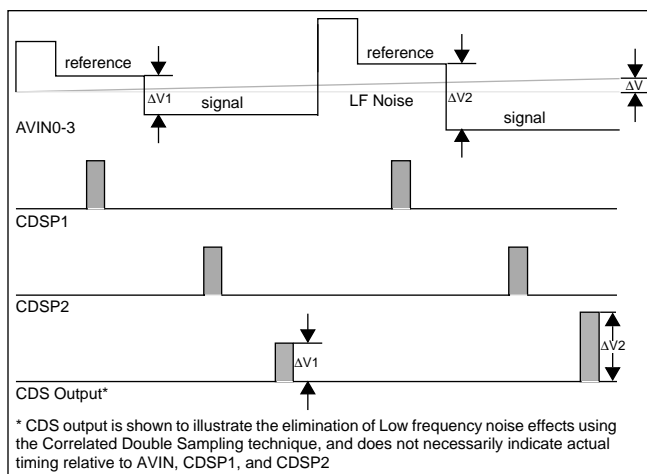 reference
reference
ΔV1
ΔV2
ΔV
signal
LF Noise
signal
AVIN0-3
CDSP1
CDSP2
ΔV1
ΔV2
CDS Output*
* CDS output is shown to illustrate the elimination of Low frequency noise effects using
the Correlated Double Sampling technique, and does not necessarily indicate actual
timing relative to AVIN, CDSP1, and CDSP2